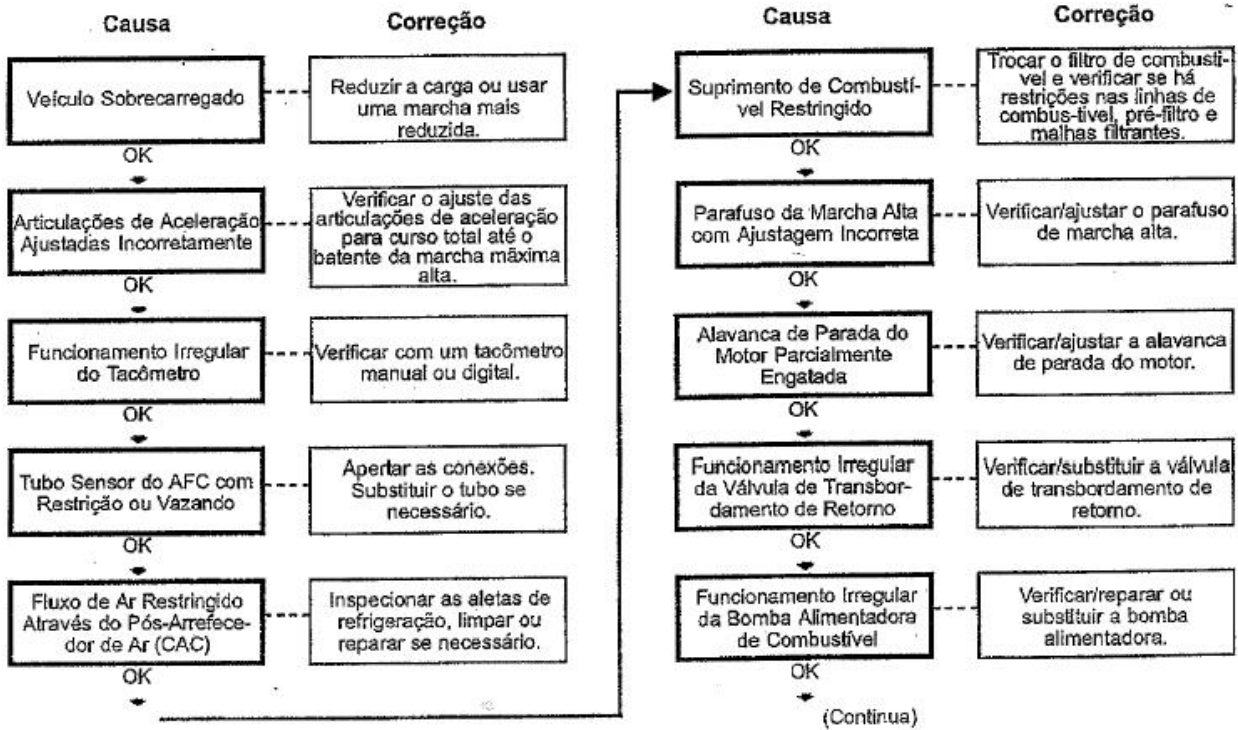 Causa
Correção
Veículo Sobrecarregado
Reduzir a carga ou usar
uma marcha mais
reduzida.
OK
Articulações de Aceleração
Ajustadas Incorretamente
Verificar o ajuste das
articulações de aceleração
para curso total até o
batente da marcha mãxima
alta.
OK
Funcionamento Irregular
do Tacômetro
Verificar com um tacômetro
manual ou digital.
OK
Tubo Sensor do AFC com
Restrição ou Vazando
Apertar as conexões.
Substituir o tubo se
necessário.
OK
Fluxo de Ar Restringido
Através do Pós-Arrefece-
dor de Ar (CAC)
Inspecionar as aletas de
refrigeração, limpar ou
reparar se necessário.
OK
Causa
Correção
Suprimento de Combustí-
vel Restringido
Trocar o filtro de combustí-
vel e verificar se há
restrições nas linhas de
combus-tivel, pré-filtro e
malhas filtrantes.
OK
Parafuso da Marcha Alta
com Ajustagem Incorreta
Verificar/ajustar o parafuso
de marcha alta.
OK
Alavanca de Parada do
Motor Parcialmente
Engatada
Verificar/ajustar a alavanca
de parada do motor.
OK
Funcionamento Irregular
da Válvula de Transbor-
damento de Retorno
Verificar/substituir a válvula
de transbordamento de
retorno.
OK
Funcionamento Irregular
da Bomba Alimentadora
de Combustível
Verificar/reparar ou
substituir a bomba
alimentadora.
OK
(Continua)